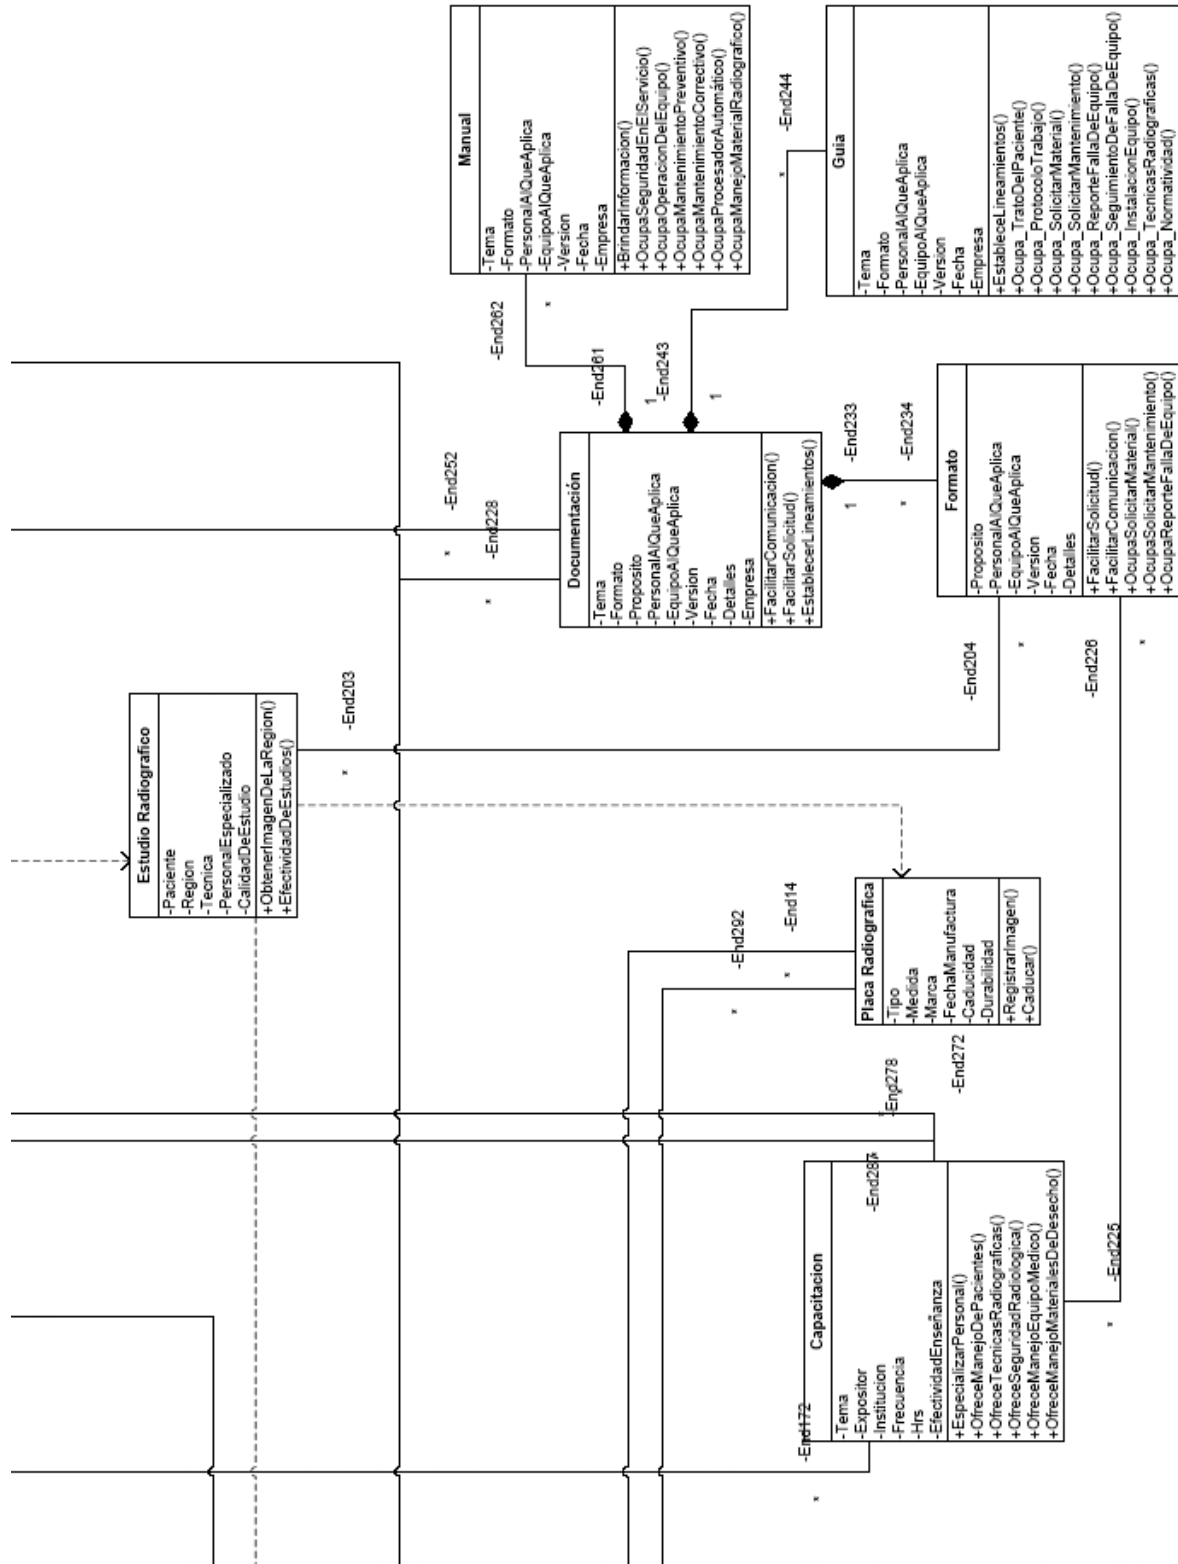 Manual
-Tema
-Formato
-PersonalAlQueAplica
-EquipoAlQueAplica
-Version
-Fecha
-Empresa
+BrindarInformacion()
+OcupaSeguridadEnElServicio()
+OcupaOperacionDelEquipo()
+OcupaMantenimientoPreventivo()
+OcupaMantenimientoCorrectivo()
+OcupaProcesadorAutomático()
+OcupaManejoMaterialRadiografico()
Guia
-Tema
-Formato
-PersonalAlQueAplica
-EquipoAlQueAplica
-Version
-Fecha
-Empresa
+EstableceLineamientos()
+Ocupa_TratoDelPaciente()
+Ocupa_ProtocoloTrabajo()
+Ocupa_SolicitarMaterial()
+Ocupa_SolicitarMantenimiento()
+Ocupa_ReporteFallaDeEquipo()
+Ocupa_SeguimientoDeFallaDeEquipo()
+Ocupa_InstalacionEquipo()
+Ocupa_TecnicasRadiograficas()
+Ocupa_Normatividad()
-End262
*
-End261
1
-End244
*
-End243
1
Documentación
-Tema
-Formato
-Proposito
-PersonalAlQueAplica
-EquipoAlQueAplica
-Version
-Fecha
-Detalles
-Empresa
+FacilitarComunicacion()
+FacilitarSolicitud()
+EstablecerLineamientos()
-End252
*
-End228
*
-End233
1
-End234
*
Formato
-Proposito
-PersonalAlQueAplica
-EquipoAlQueAplica
-Version
-Fecha
-Detalles
+FacilitarSolicitud()
+FacilitarComunicacion()
+OcupaSolicitarMaterial()
+OcupaSolicitarMantenimiento()
+OcupaReporteFallaDeEquipo()
-End204
*
-End226
*
Estudio Radiografico
-Paciente
-Region
-Tecnica
-PersonalEspecializado
-CalidadDeEstudio
+ObtenerImagenDeLaRegion()
+EfectividadDeEstudios()
-End203
*
Placa Radiografica
-Tipo
-Medida
-Marca
-FechaManufactura
-Caducidad
-Durabilidad
+RegistrarImagen()
+Caducar()
-End292
*
-End14
*
-End278
*
-End272
Capacitacion
-Tema
-Expositor
-Institucion
-Frecuencia
-Hrs
-EfectividadEnseñanza
+EspecializarPersonal()
+OfreceManejoDePacientes()
+OfreceTecnicasRadiograficas()
+OfreceSeguridadRadiologica()
+OfreceManejoEquipoMedico()
+OfreceManejoMaterialesDeDesecho()
-End287
*
-End172
*
-End225
*